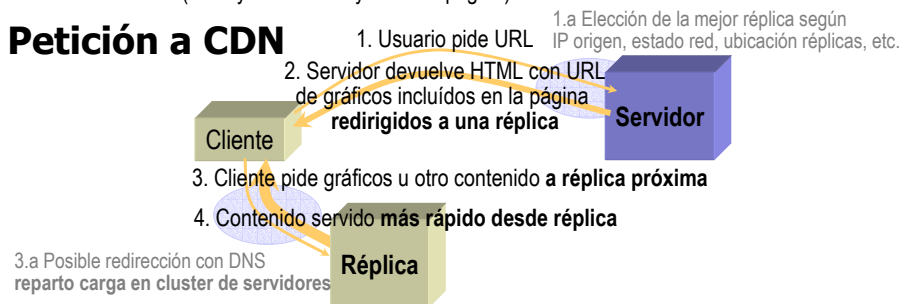 Petición a CDN
1. Usuario pide URL
1.a Elección de la mejor réplica según
IP origen, estado red, ubicación réplicas, etc.
2. Servidor devuelve HTML con URL
de gráficos incluídos en la página
redirigidos a una réplica
Servidor
Cliente
3. Cliente pide gráficos u otro contenido a réplica próxima
4. Contenido servido más rápido desde réplica
3.a Posible redirección con DNS
reparto carga en cluster de servidores
Réplica